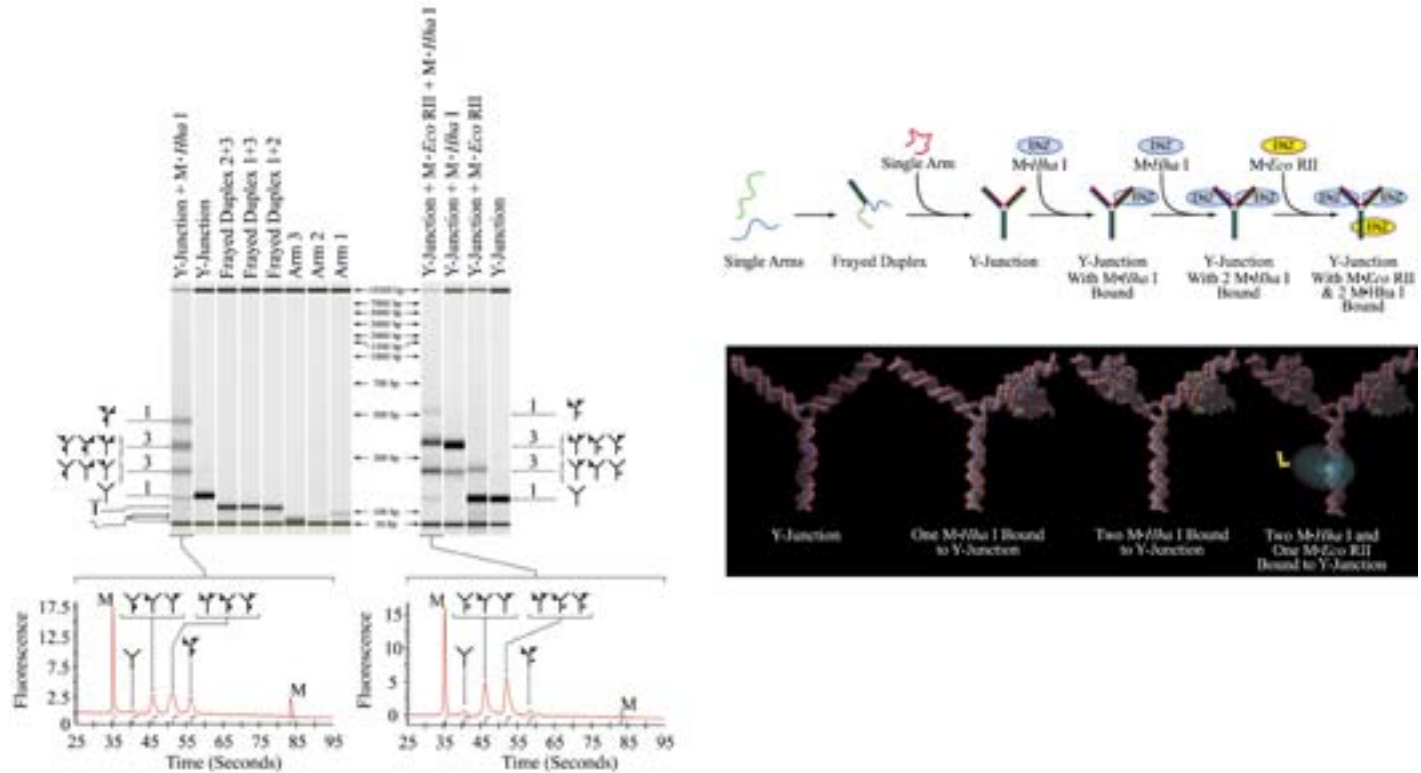 Y-Junction + M•Hha I
Y-Junction
Frayed Duplex 2+3
Frayed Duplex 1+3
Frayed Duplex 1+2
Arm 3
Arm 2
Arm 1
Y-Junction + M•Eco RII + M•Hha I
Y-Junction + M•Hha I
Y-Junction + M•Eco RII
Y-Junction
700 bp
500 bp
300 bp
100 bp
1
3
3
1
1
3
3
1
Fluorescence
17.5
12.5
7.5
2.5
0
M
M
25 35 45 55 65 75 85 95
Time (Seconds)
Fluorescence
15
10
5
0
M
M
25 35 45 55 65 75 85 95
Time (Seconds)
Single Arms
Frayed Duplex
Single Arm
Y-Junction
M•Hha I
Y-Junction
With M•Hha I
Bound
M•Hha I
Y-Junction
With 2 M•Hha I
Bound
M•Eco RII
Y-Junction
With M•Eco RII
& 2 M•Hha I
Bound
Y-Junction
One M•Hha I Bound
to Y-Junction
Two M•Hha I Bound
to Y-Junction
Two M•Hha I and
One M•Eco RII
Bound to Y-Junction